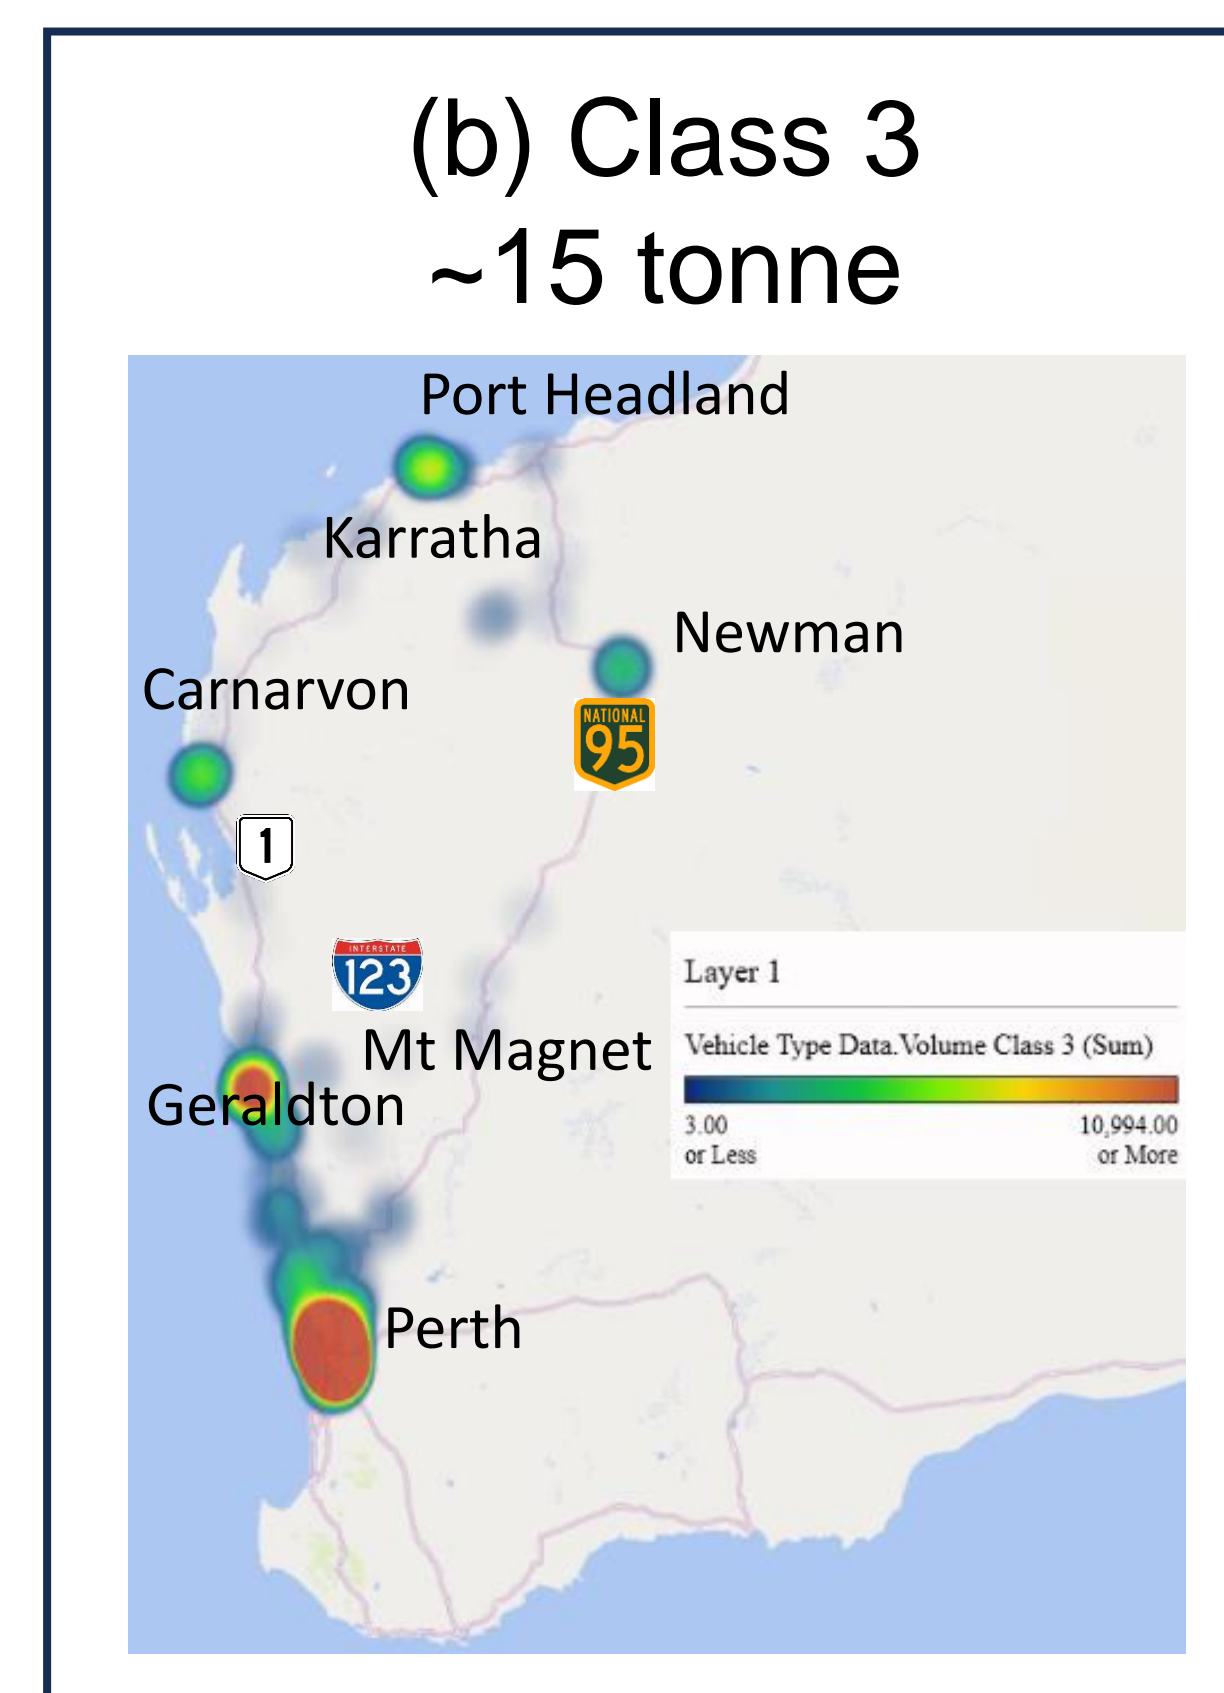 (b) Class 3
~15 tonne
Port Headland
Karratha
Newman
Carnarvon
NATIONAL
95
1
INTERSTATE
123
Mt Magnet
Geraldton
Perth
Layer 1
Vehicle Type Data.Volume Class 3 (Sum)
3.00
or Less
10,994.00
or More